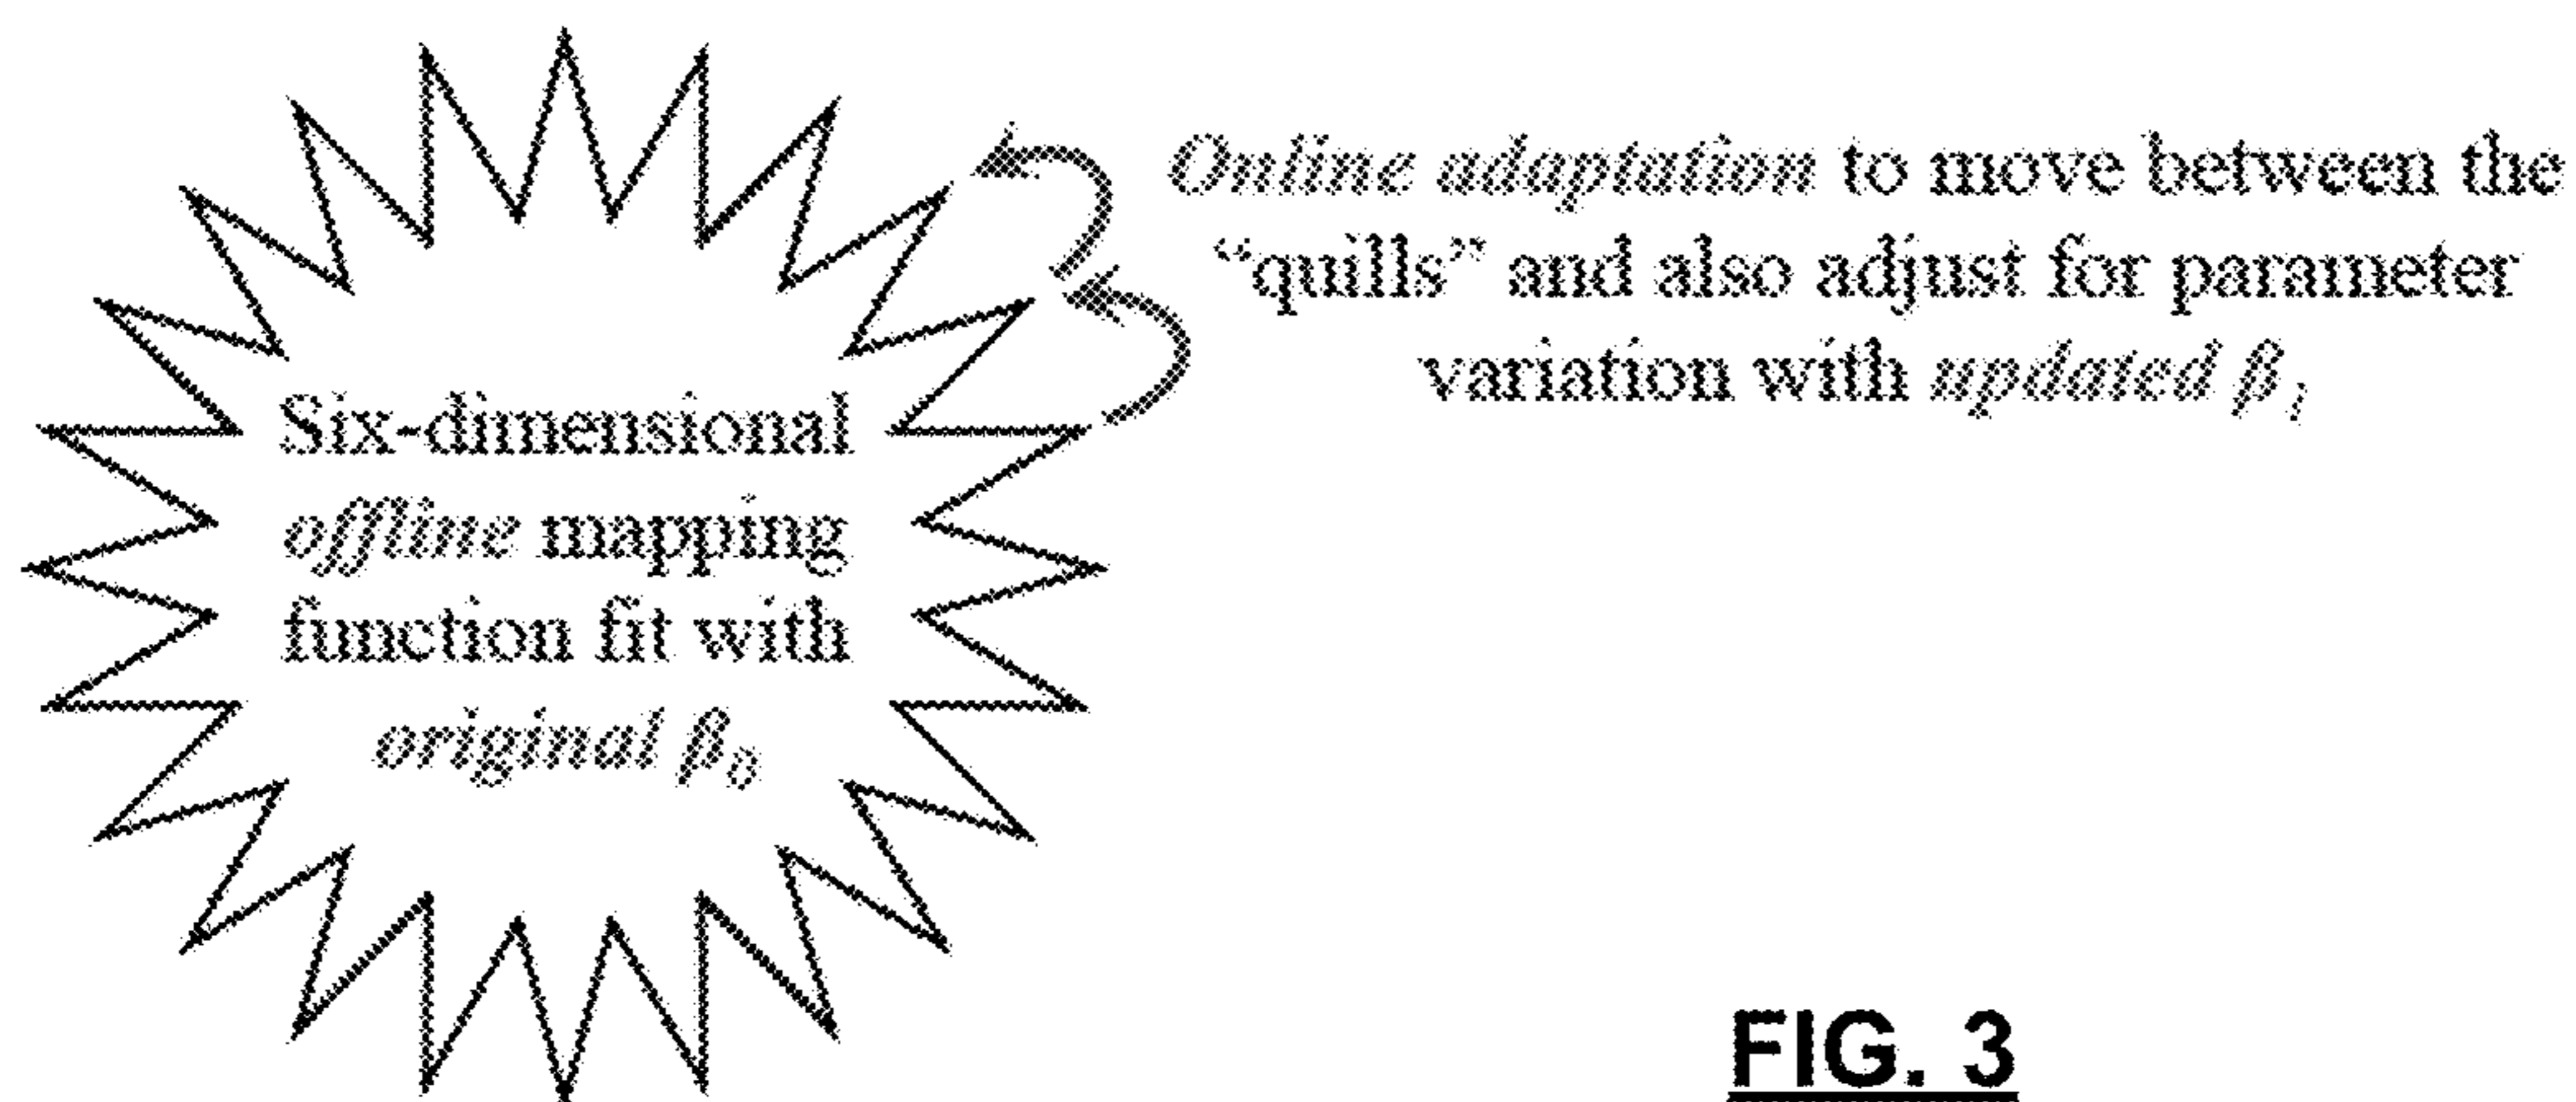 Online adaptation to move between the
“quills” and also adjust for parameter
variation with updated β₁
Six-dimensional
offline mapping
function fit with
original β₀
FIG. 3